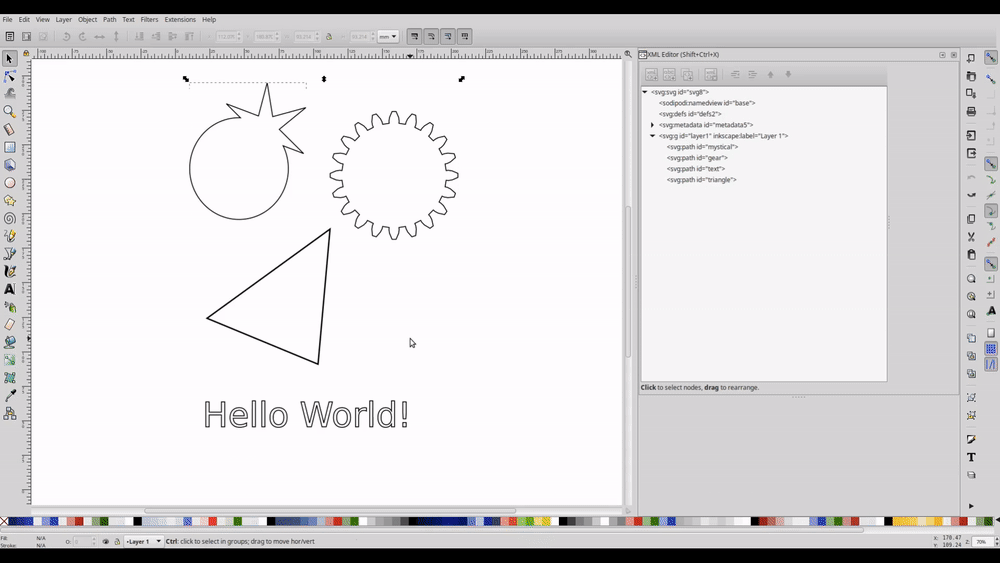 File Edit View Layer Object Path Text Filters Extensions Help
mm
XML Editor (Shift+Ctrl+X)
<svg:svg id="svg8">
<sodipodi:namedview id="base">
<svg:defs id="defs2">
<svg:metadata id="metadata5">
<svg:g id="layer1" inkscape:label="Layer 1">
<svg:path id="mystical">
<svg:path id="gear">
<svg:path id="text">
<svg:path id="triangle">
Click to select nodes, drag to rearrange.
Hello World!
Fill: N/A
Stroke: N/A
O:
•Layer 1
Ctrl: click to select in groups; drag to move hor/vert
X: 170.47
Y: 109.24
Z: 70%